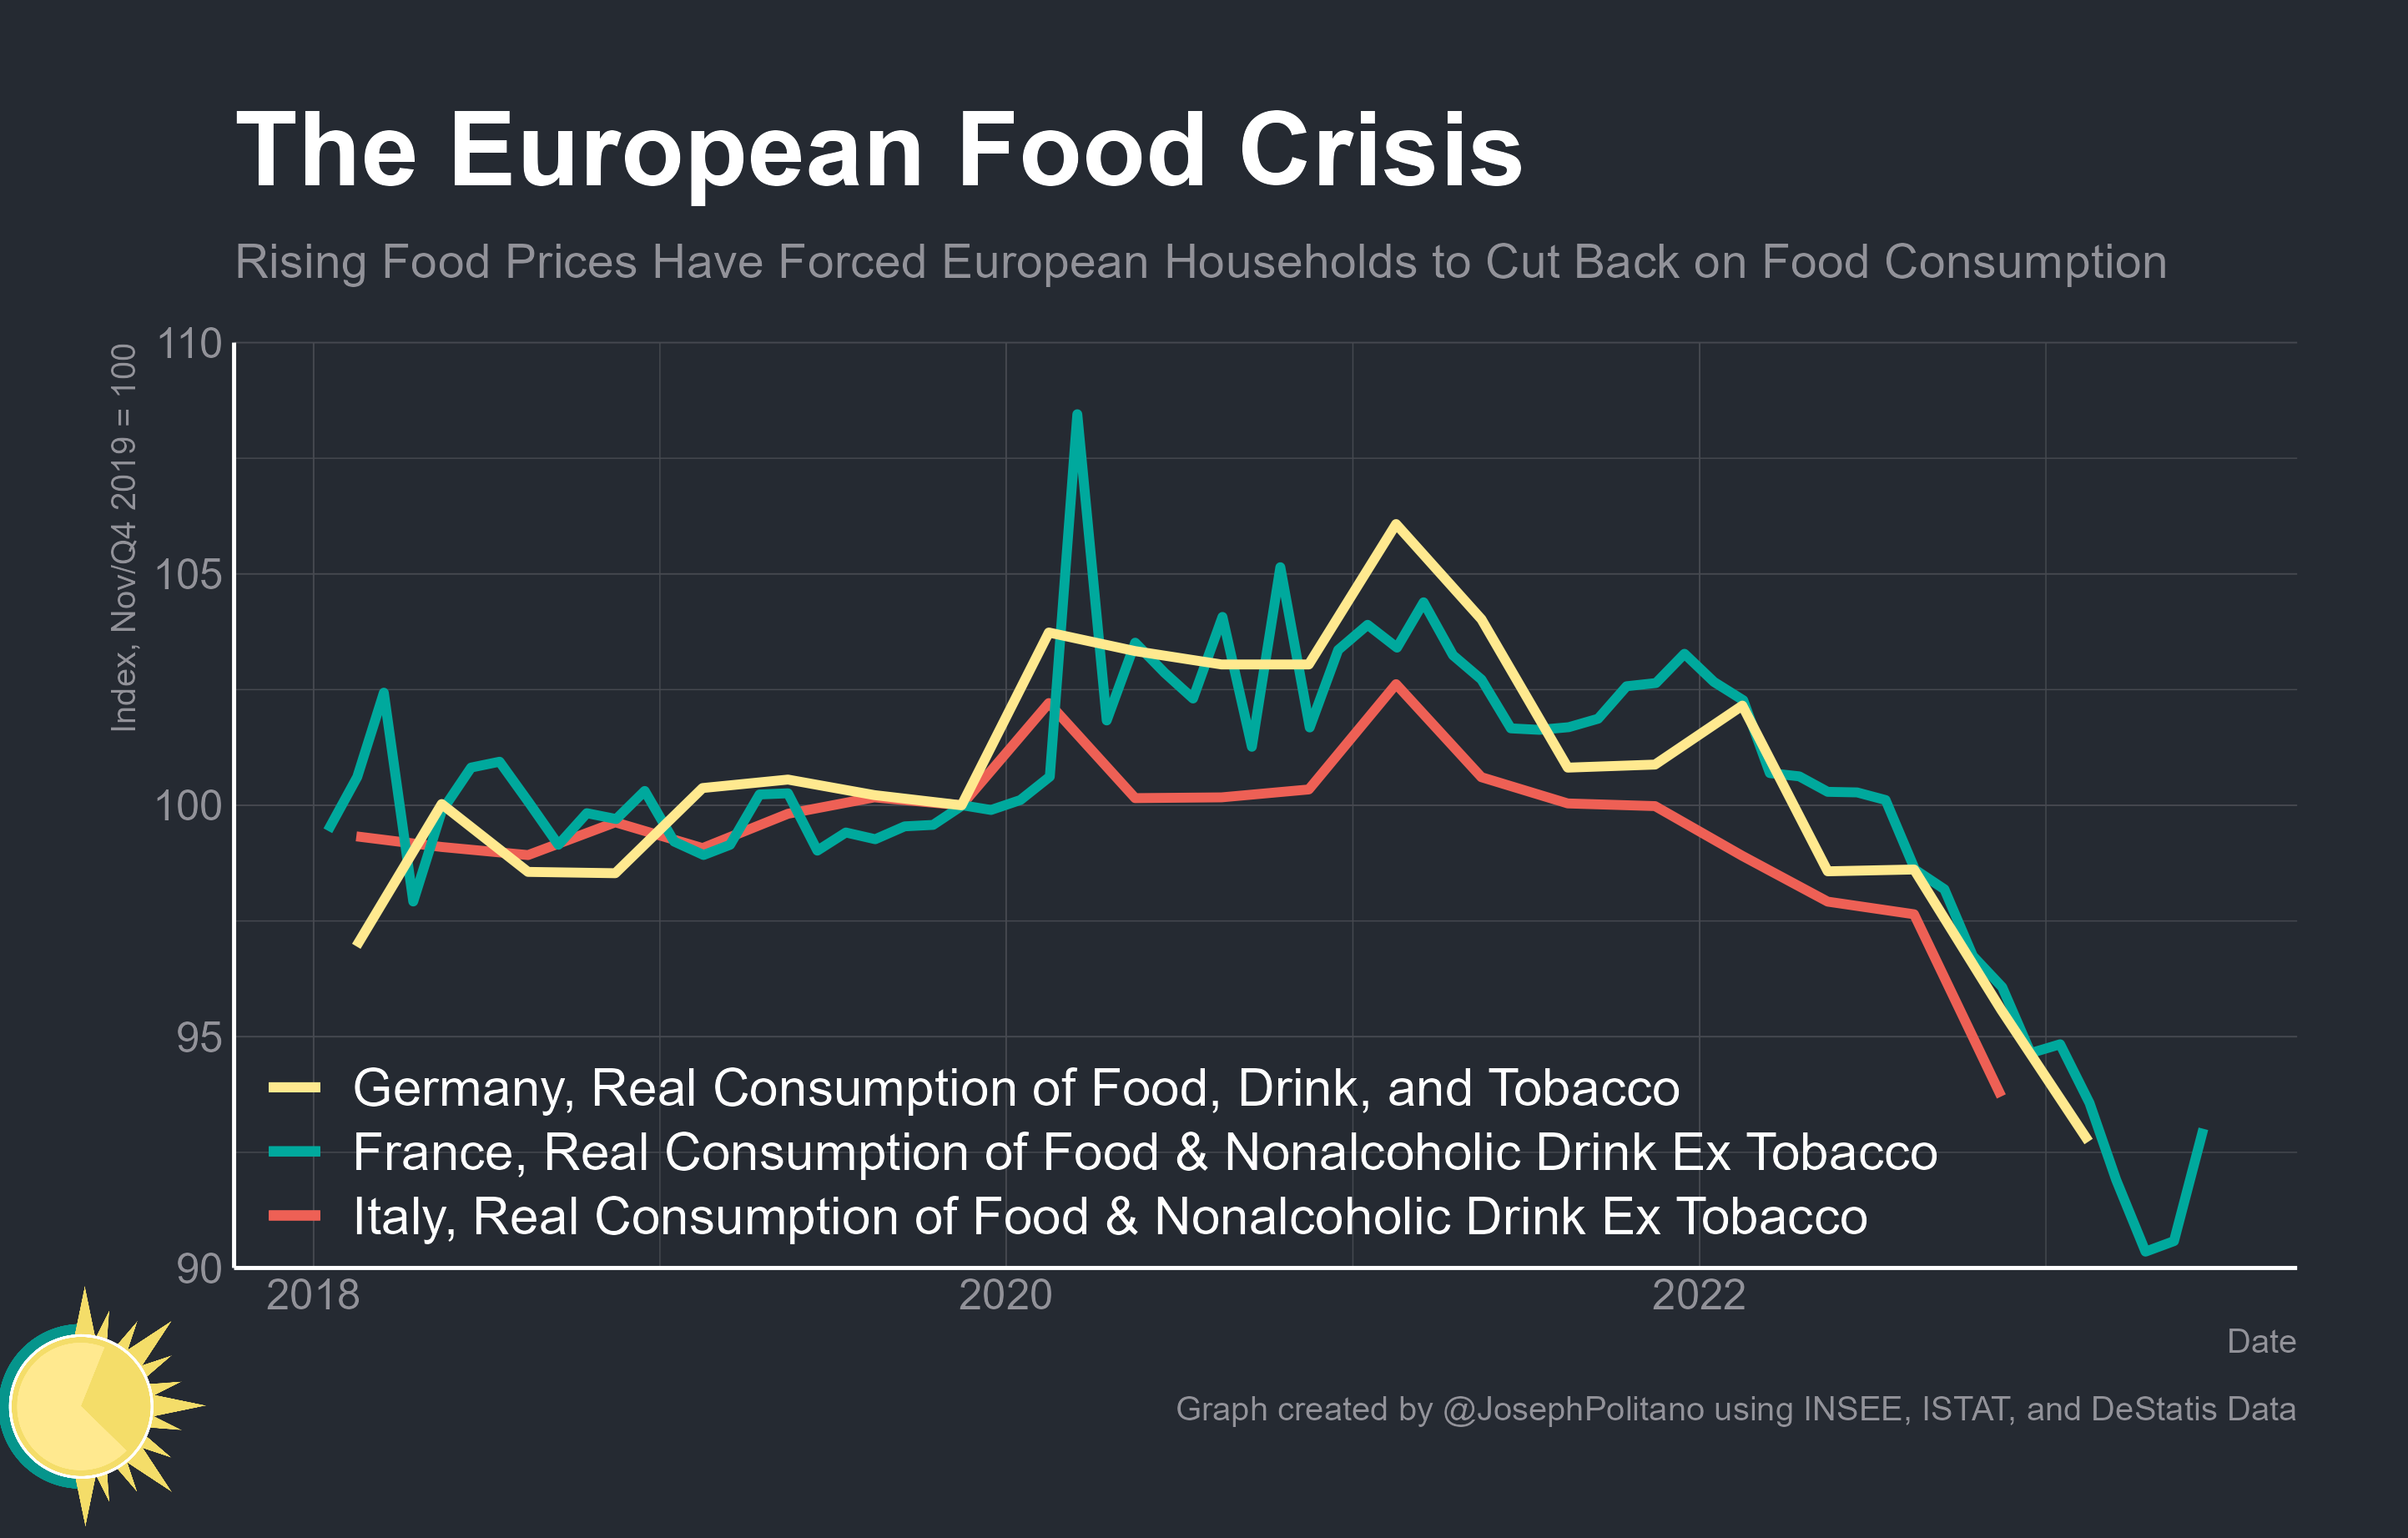 The European Food Crisis
Rising Food Prices Have Forced European Households to Cut Back on Food Consumption
Index, Nov/Q4 2019 = 100
110
105
100
95
90
Germany, Real Consumption of Food, Drink, and Tobacco
France, Real Consumption of Food & Nonalcoholic Drink Ex Tobacco
Italy, Real Consumption of Food & Nonalcoholic Drink Ex Tobacco
2018
2020
2022
Date
Graph created by @JosephPolitano using INSEE, ISTAT, and DeStatis Data